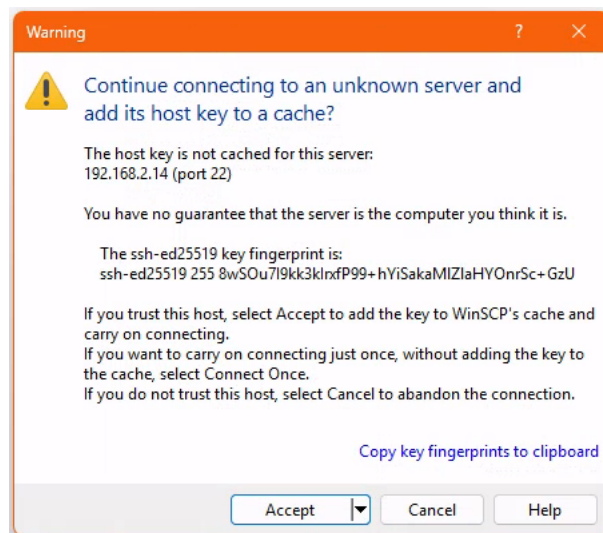 Warning
Continue connecting to an unknown server and
add its host key to a cache?
The host key is not cached for this server:
192.168.2.14 (port 22)
You have no guarantee that the server is the computer you think it is.
The ssh-ed25519 key fingerprint is:
ssh-ed25519 255 8wSOu7l9kk3klrxfP99+hYiSakaMIZlaHYOnrSc+GzU
If you trust this host, select Accept to add the key to WinSCP's cache and
carry on connecting.
If you want to carry on connecting just once, without adding the key to
the cache, select Connect Once.
If you do not trust this host, select Cancel to abandon the connection.
Copy key fingerprints to clipboard
Accept
Cancel
Help